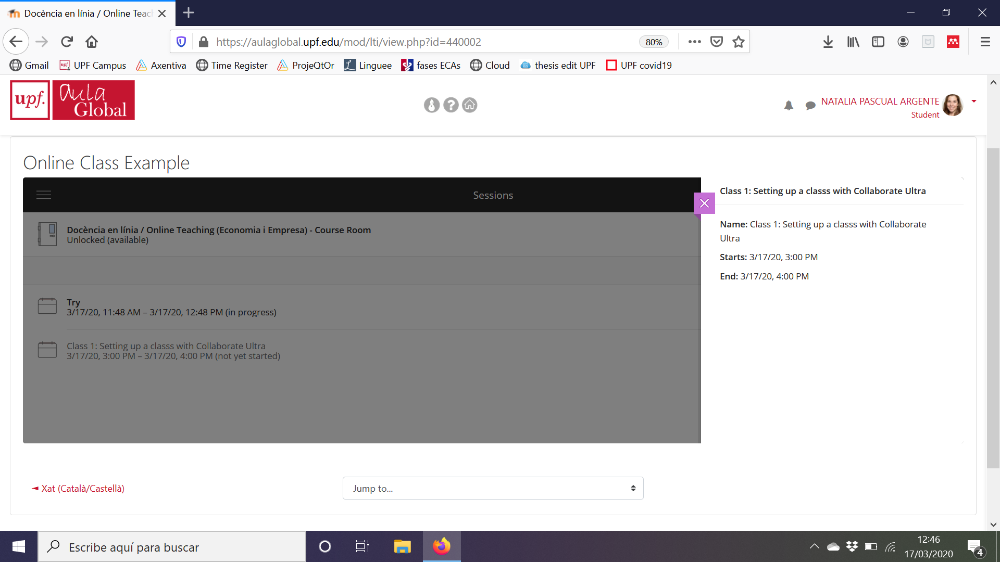 Docència en línia / Online Teac
https://aulaglobal.upf.edu/mod/lti/view.php?id=440002
80%
Gmail
UPF Campus
Axentiva
Time Register
ProjeQtOr
Linguee
fases ECAs
Cloud
thesis edit UPF
UPF covid19
upf.
aula
Global
NATALIA PASCUAL ARGENTE
Student
Online Class Example
Sessions
Docència en línia / Online Teaching (Economia i Empresa) - Course Room
Unlocked (available)
Try
3/17/20, 11:48 AM – 3/17/20, 12:48 PM (in progress)
Class 1: Setting up a classs with Collaborate Ultra
3/17/20, 3:00 PM – 3/17/20, 4:00 PM (not yet started)
Class 1: Setting up a classs with Collaborate Ultra
Name: Class 1: Setting up a classs with Collaborate
Ultra
Starts: 3/17/20, 3:00 PM
End: 3/17/20, 4:00 PM
◄ Xat (Català/Castellà)
Jump to...
Escribe aquí para buscar
12:46
17/03/2020
4